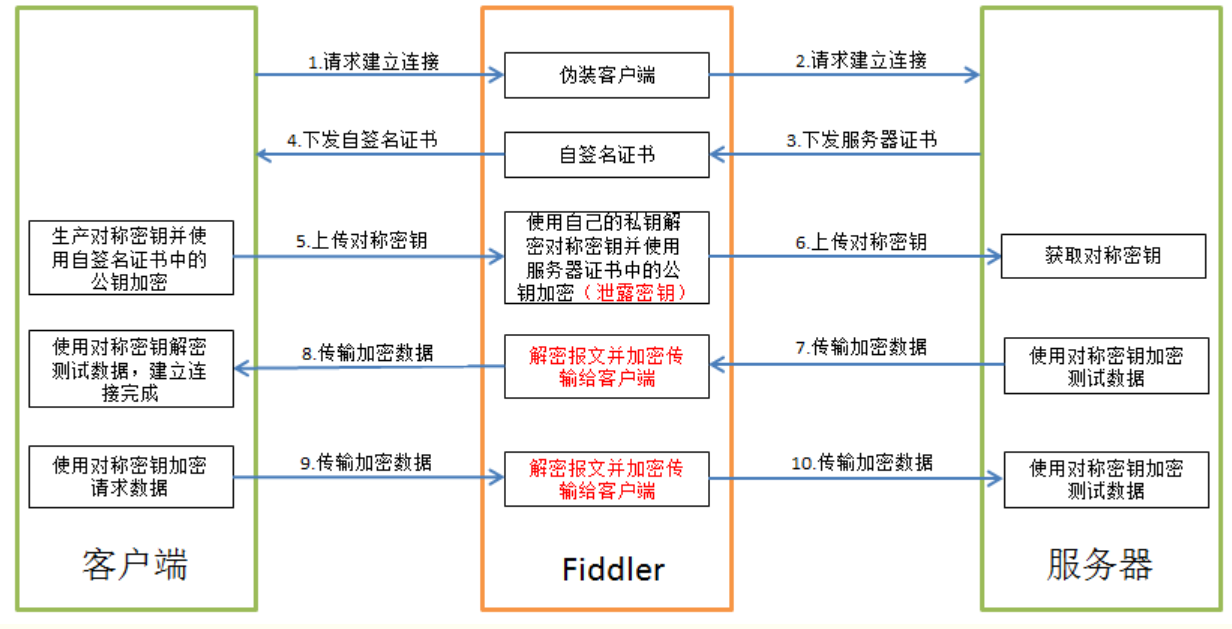 1.请求建立连接
伪装客户端
2.请求建立连接
4.下发自签名证书
自签名证书
3.下发服务器证书
生产对称密钥并使
用自签名证书中的
公钥加密
5.上传对称密钥
使用自己的私钥解
密对称密钥并使用
服务器证书中的公
钥加密（泄露密钥）
6.上传对称密钥
获取对称密钥
使用对称密钥解密
测试数据，建立连
接完成
8.传输加密数据
解密报文并加密传
输给客户端
7.传输加密数据
使用对称密钥加密
测试数据
使用对称密钥加密
请求数据
9.传输加密数据
解密报文并加密传
输给客户端
10.传输加密数据
使用对称密钥加密
测试数据
客户端
Fiddler
服务器